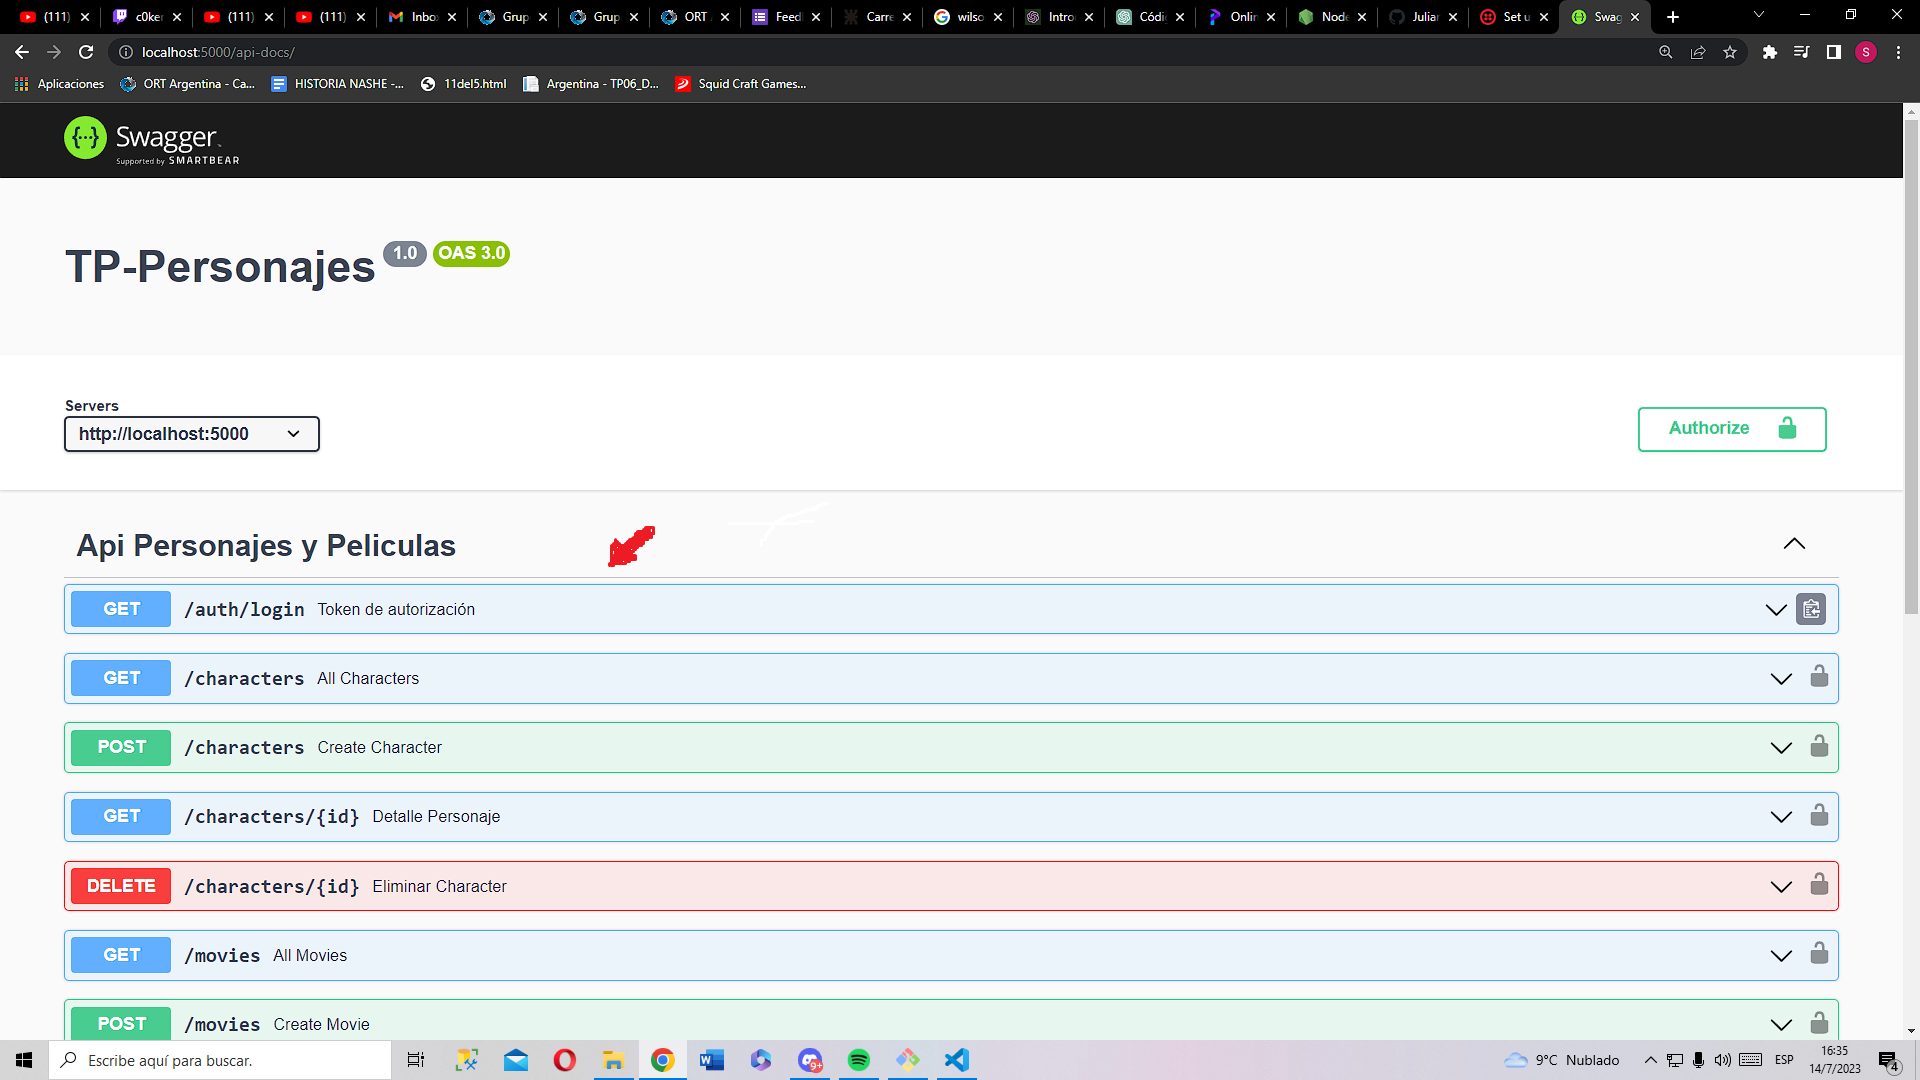 (111)
c0ker
(111)
(111)
Inbo
Grup
Grup
ORT
Feed
Carre
wilso
Intro
Códi
Onlin
Node
Julian
Set u
Swag
localhost:5000/api-docs/
S
Aplicaciones
ORT Argentina - Ca...
HISTORIA NASHE -...
11del5.html
Argentina - TP06_D...
Squid Craft Games...
Swagger
Supported by SMARTBEAR
TP-Personajes 1.0 OAS 3.0
Servers
http://localhost:5000
Authorize
Api Personajes y Peliculas
GET /auth/login Token de autorización
GET /characters All Characters
POST /characters Create Character
GET /characters/{id} Detalle Personaje
DELETE /characters/{id} Eliminar Character
GET /movies All Movies
POST /movies Create Movie
Escribe aquí para buscar.
9+
9°C Nublado
ESP
16:35
14/7/2023
4